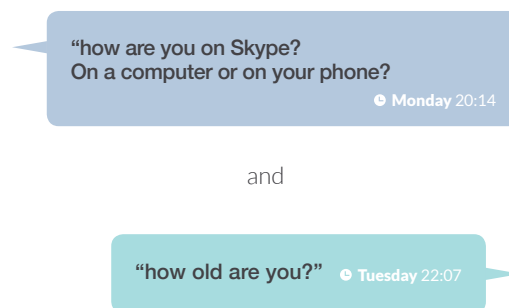 “how are you on Skype?
On a computer or on your phone?
Monday 20:14
and
“how old are you?” Tuesday 22:07